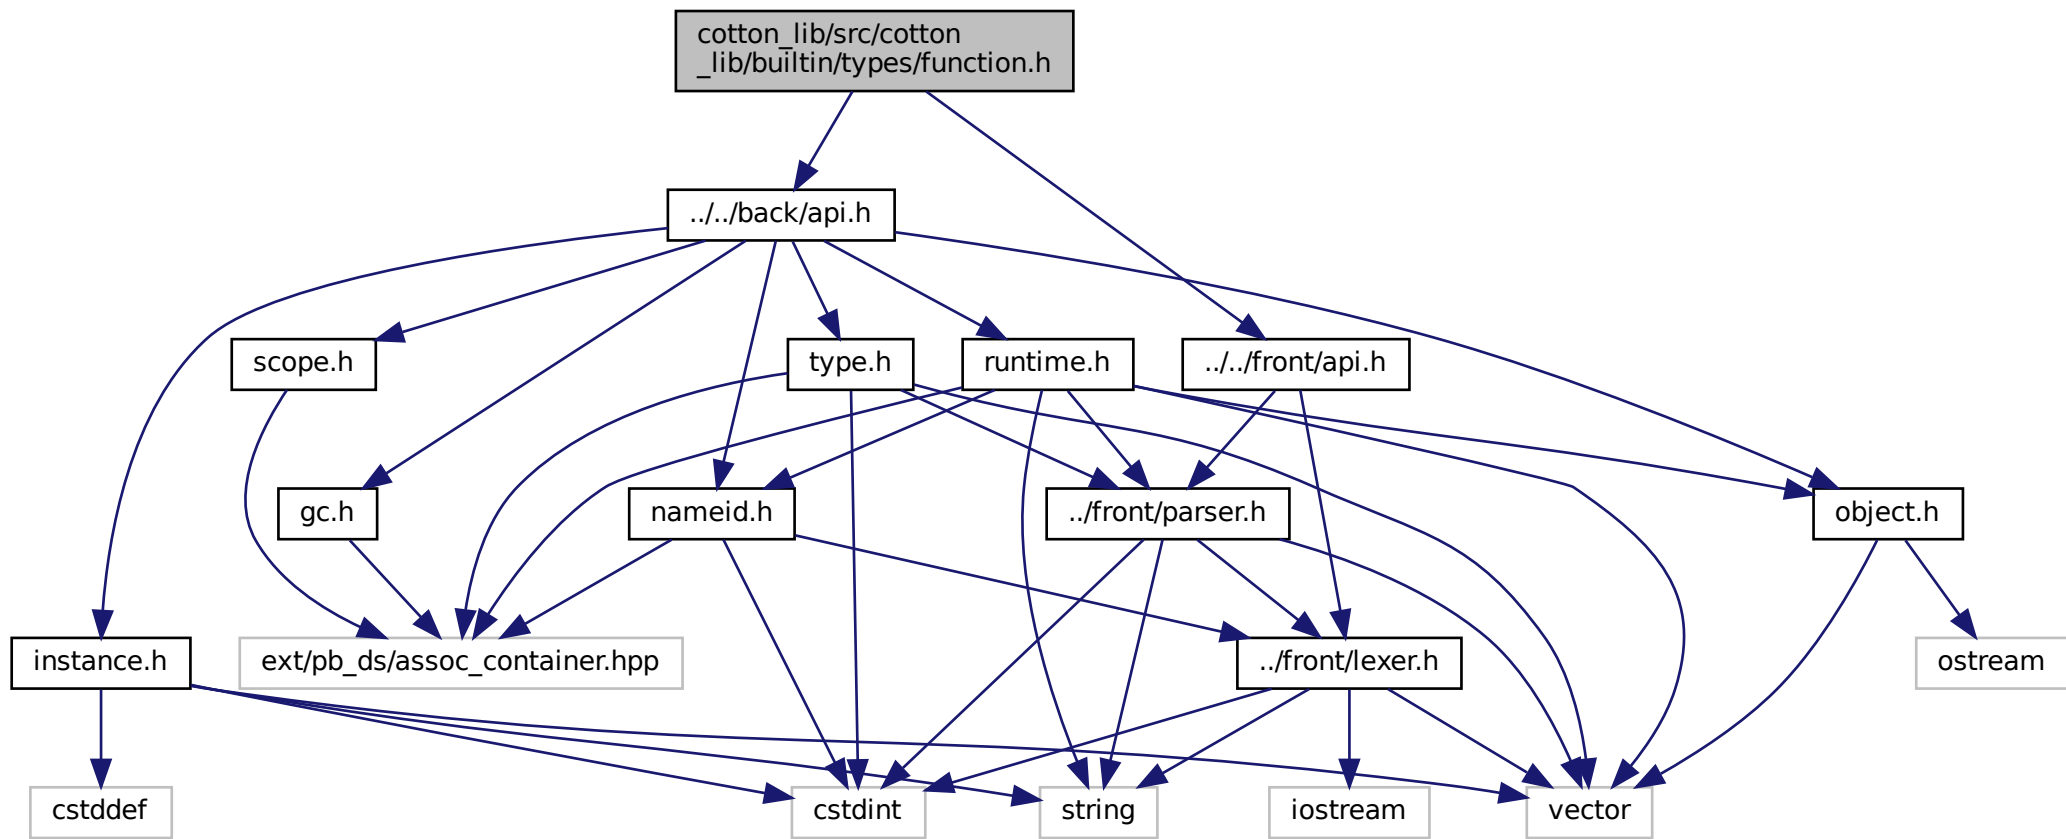 cotton_lib/src/cotton
_lib/builtin/types/function.h
../../back/api.h
scope.h
type.h
runtime.h
../../front/api.h
gc.h
nameid.h
../front/parser.h
object.h
instance.h
ext/pb_ds/assoc_container.hpp
../front/lexer.h
ostream
cstddef
cstdint
string
iostream
vector